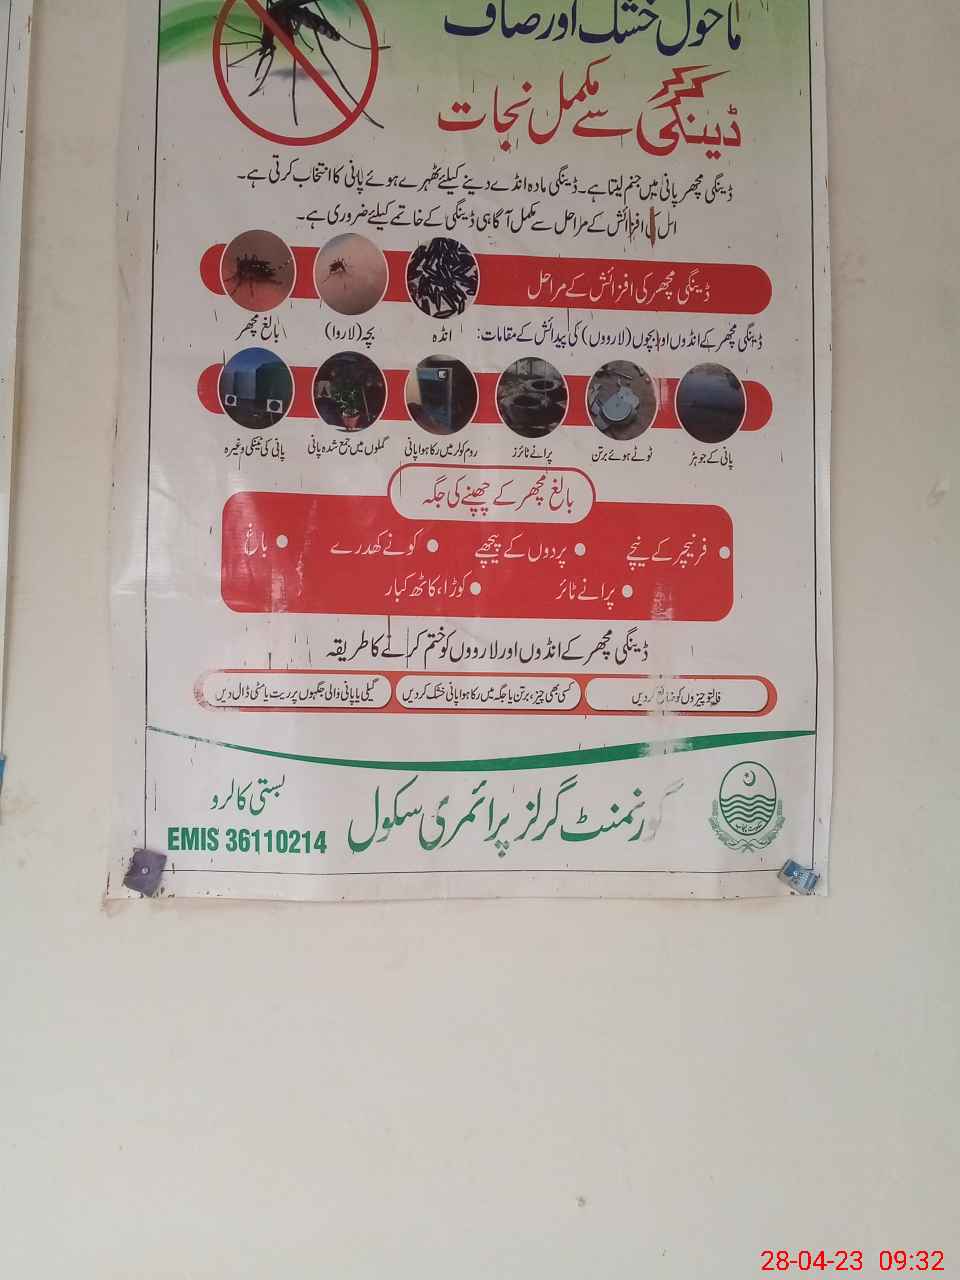 ماحول خشک اور صاف
ڈینگی سے مکمل نجات
ڈینگی مچھر پانی میں جنم لیتا ہے۔ ڈینگی مادہ انڈے دینے کیلئے ٹھہرے ہوئے پانی کا انتخاب کرتی ہے۔
اس کی افزائش کے مراحل سے مکمل آگاہی ڈینگی کے خاتمے کیلئے ضروری ہے۔
ڈینگی مچھر کی افزائش کے مراحل
انڈہ بچہ (لاروا) بالغ مچھر
ڈینگی مچھر کے انڈوں اور بچوں (لارووں) کی پیدائش کے مقامات:
پانی کے جوہڑ ٹوٹے ہوئے برتن پرانے ٹائرز روم کولر میں رکا ہوا پانی گملوں میں جمع شدہ پانی پانی کی ٹینکی وغیرہ
بالغ مچھر کے چھپنے کی جگہ
• فرنیچر کے نیچے • پردوں کے پیچھے • کونے کھدرے • باغ
• پرانے ٹائر • کوڑا، کاٹھ کباڑ
ڈینگی مچھر کے انڈوں اور لارووں کو ختم کرنے کا طریقہ
فالتو چیزوں کو ضائع کر دیں کسی بھی چیز، برتن یا جگہ میں رکا ہوا پانی خشک کر دیں گیلی یا پانی والی جگہوں پر ریت یا مٹی ڈال دیں
گورنمنٹ گرلز پرائمری سکول بستی کالرو
EMIS 36110214
28-04-23 09:32